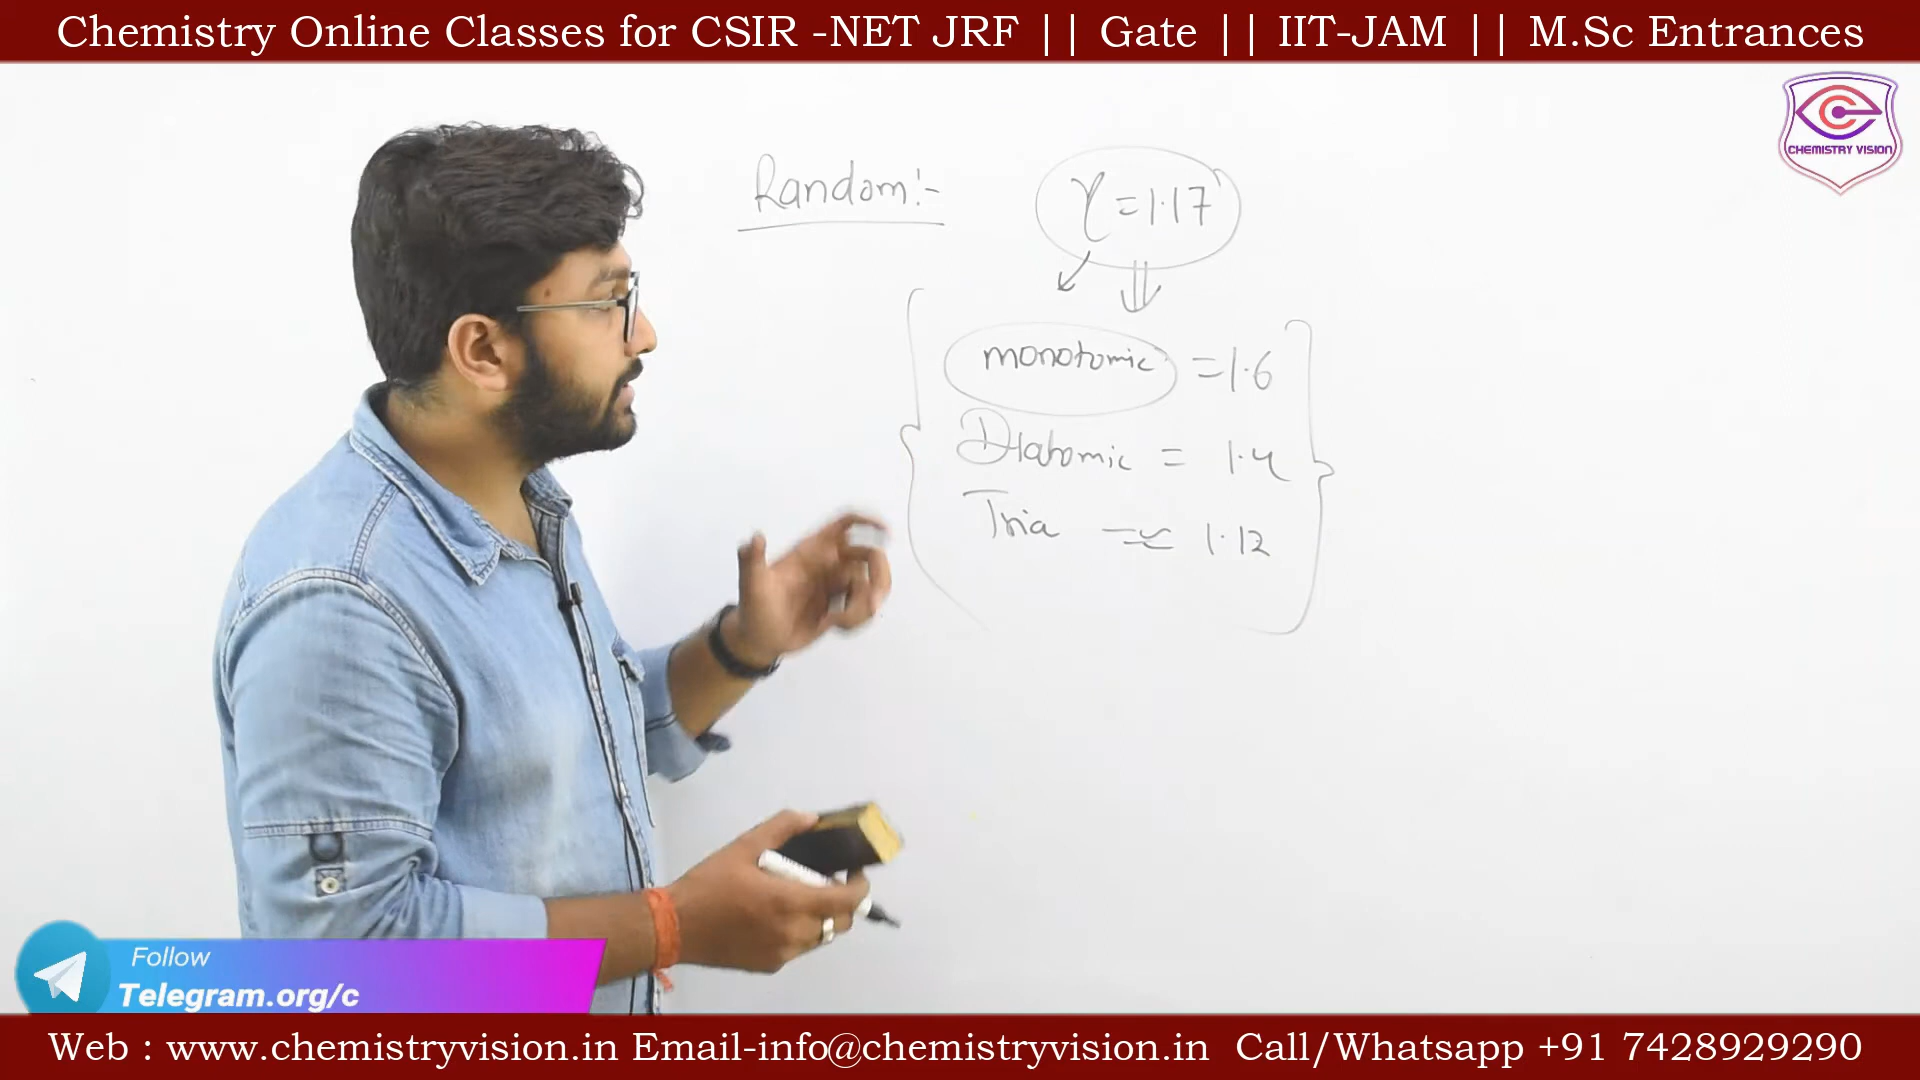 Chemistry Online Classes for CSIR -NET JRF || Gate || IIT-JAM || M.Sc Entrances
CHEMISTRY VISION
Random:-
γ = 1.17
monotomic = 1.6
Diatomic = 1.4
Tria ≈ 1.12
Follow
Telegram.org/c
Web : www.chemistryvision.in Email-info@chemistryvision.in Call/Whatsapp +91 7428929290